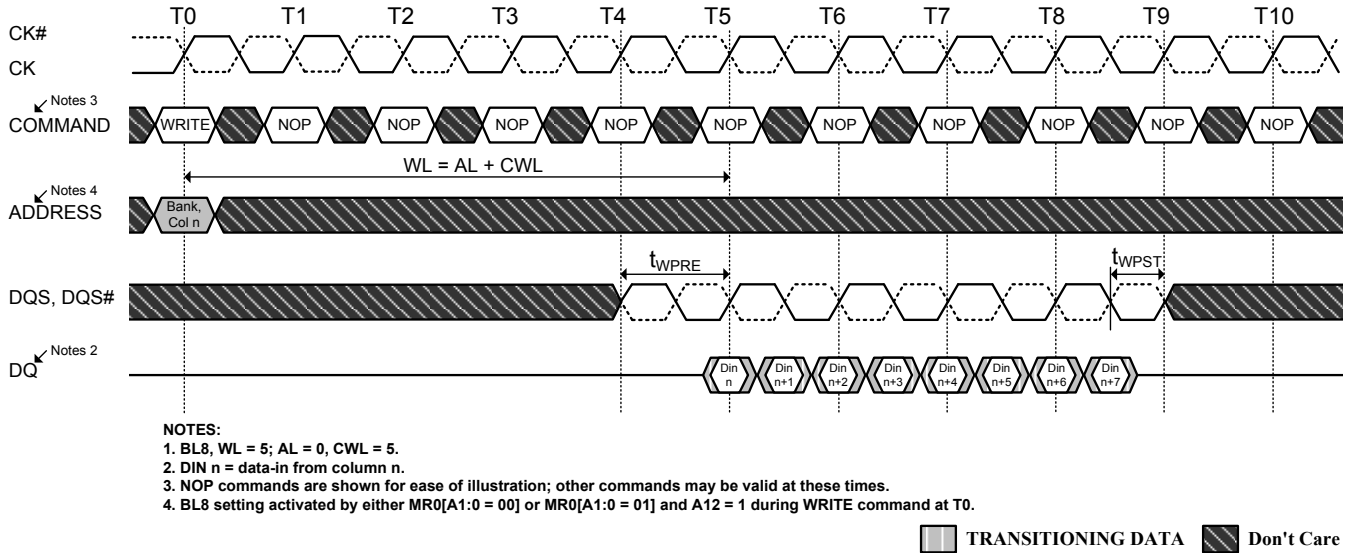 T0 T1 T2 T3 T4 T5 T6 T7 T8 T9 T10
CK#
CK
Notes 3
COMMAND
WRITE NOP NOP NOP NOP NOP NOP NOP NOP NOP NOP
WL = AL + CWL
Notes 4
ADDRESS
Bank,
Col n
tWPRE
tWPST
DQS, DQS#
Notes 2
DQ
Din Din Din Din Din Din Din Din
n n+1 n+2 n+3 n+4 n+5 n+6 n+7
NOTES:
1. BL8, WL = 5; AL = 0, CWL = 5.
2. DIN n = data-in from column n.
3. NOP commands are shown for ease of illustration; other commands may be valid at these times.
4. BL8 setting activated by either MR0[A1:0 = 00] or MR0[A1:0 = 01] and A12 = 1 during WRITE command at T0.
TRANSITIONING DATA Don't Care